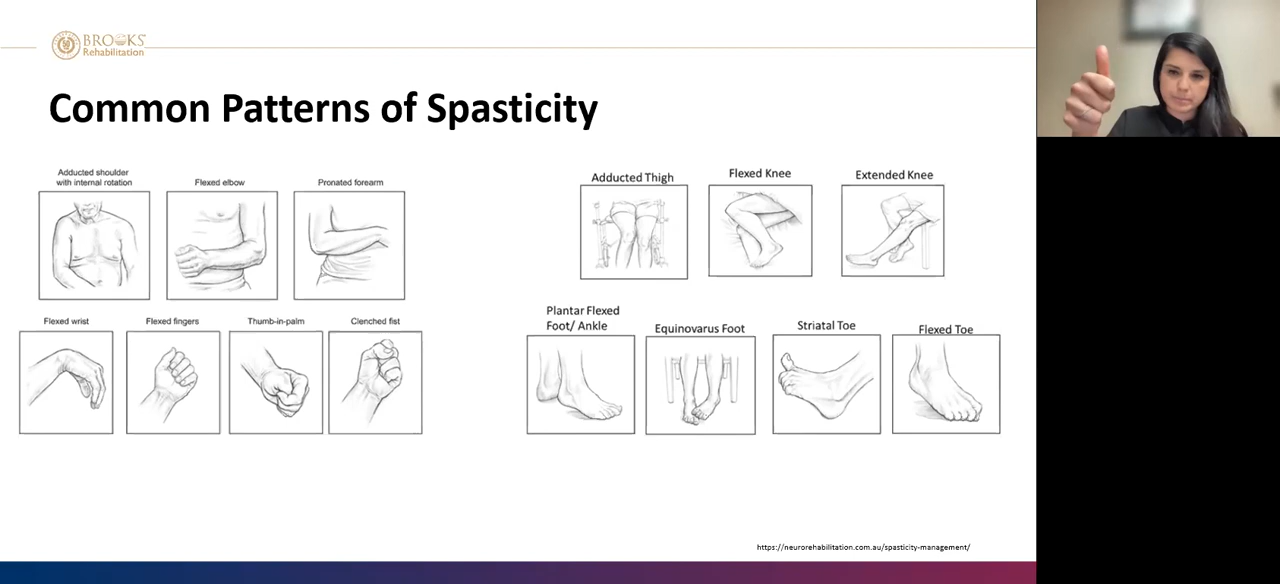 BROOKS
Rehabilitation
Common Patterns of Spasticity
Adducted shoulder
with internal rotation
Flexed elbow
Pronated forearm
Flexed wrist
Flexed fingers
Thumb-in-palm
Clenched fist
Adducted Thigh
Flexed Knee
Extended Knee
Plantar Flexed
Foot/ Ankle
Equinovarus Foot
Striatal Toe
Flexed Toe
https://neurorehabilitation.com.au/spasticity-management/